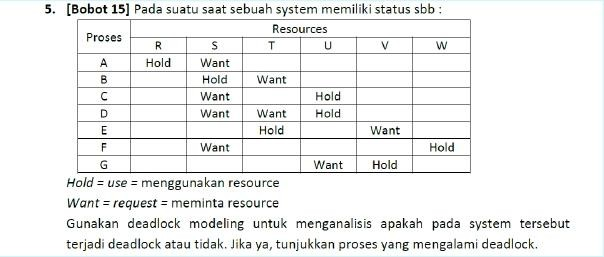 5. [Bobot 15] Pada suatu saat sebuah system memiliki status sbb :
Proses Resources
R S T U V W
A Hold Want
B Hold Want
C Want Hold
D Want Want Hold
E Hold Want
F Want Hold
G Want Hold
Hold = use = menggunakan resource
Want = request = meminta resource
Gunakan deadlock modeling untuk menganalisis apakah pada system tersebut
terjadi deadlock atau tidak. Jika ya, tunjukkan proses yang mengalami deadlock.